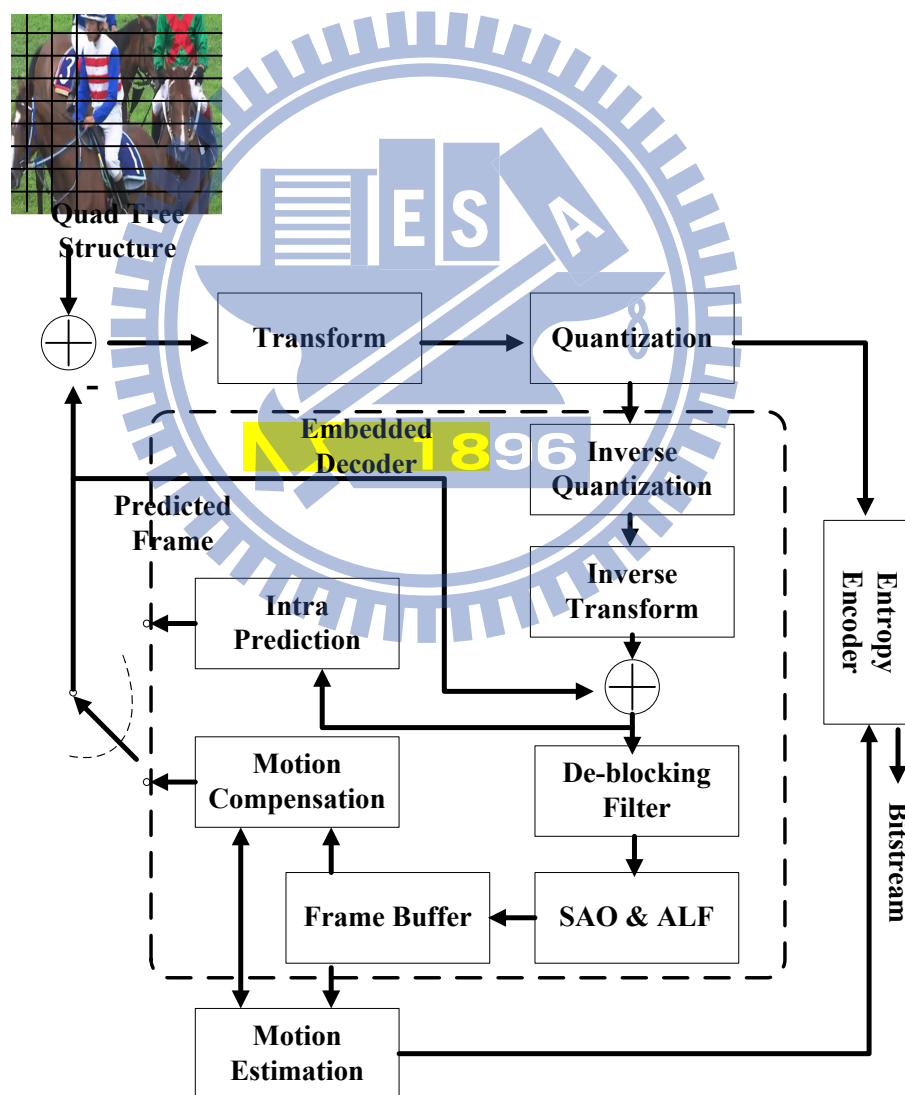 Quad Tree
Structure
E S A
8
Transform
Quantization
-
Embedded
Decoder
1896
Inverse
Quantization
Predicted
Frame
Inverse
Transform
Intra
Prediction
Entropy
Encoder
Motion
Compensation
De-blocking
Filter
Bitstream
Frame Buffer
SAO & ALF
Motion
Estimation